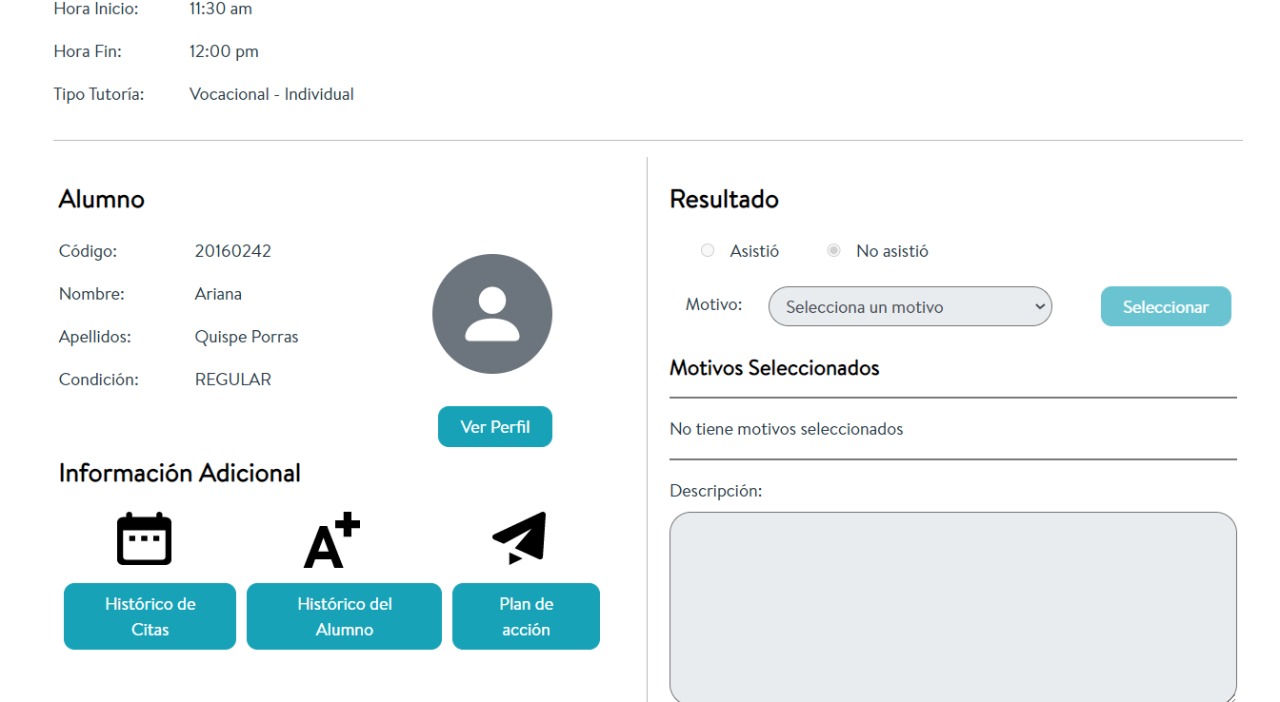 Hora Inicio: 11:30 am
Hora Fin: 12:00 pm
Tipo Tutoría: Vocacional - Individual
Alumno
Código: 20160242
Nombre: Ariana
Apellidos: Quispe Porras
Condición: REGULAR
Ver Perfil
Información Adicional
A+
Histórico de
Citas
Histórico del
Alumno
Plan de
acción
Resultado
Asistió No asistió
Motivo: Selecciona un motivo Seleccionar
Motivos Seleccionados
No tiene motivos seleccionados
Descripción: